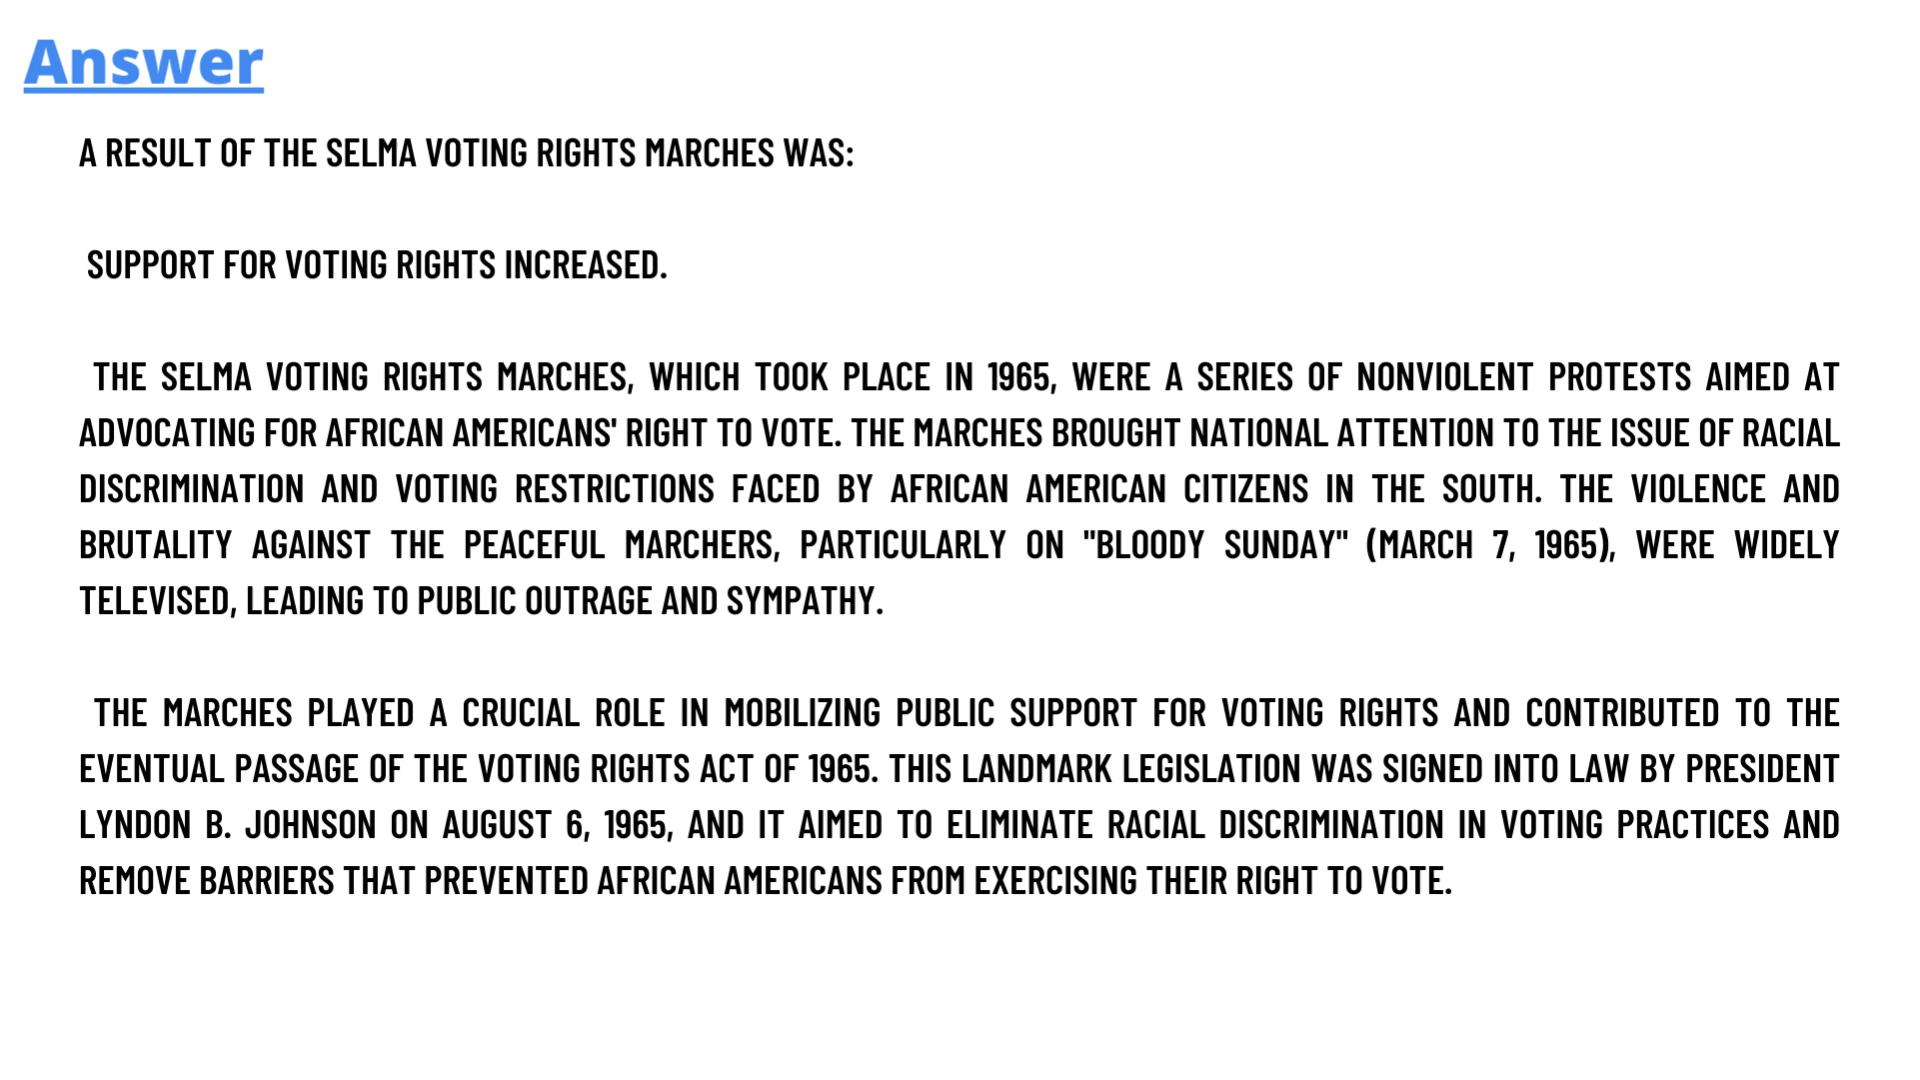 Answer
A RESULT OF THE SELMA VOTING RIGHTS MARCHES WAS:
SUPPORT FOR VOTING RIGHTS INCREASED.
THE SELMA VOTING RIGHTS MARCHES, WHICH TOOK PLACE IN 1965, WERE A SERIES OF NONVIOLENT PROTESTS AIMED AT
ADVOCATING FOR AFRICAN AMERICANS' RIGHT TO VOTE. THE MARCHES BROUGHT NATIONAL ATTENTION TO THE ISSUE OF RACIAL
DISCRIMINATION AND VOTING RESTRICTIONS FACED BY AFRICAN AMERICAN CITIZENS IN THE SOUTH. THE VIOLENCE AND
BRUTALITY AGAINST THE PEACEFUL MARCHERS, PARTICULARLY ON "BLOODY SUNDAY" (MARCH 7, 1965), WERE WIDELY
TELEVISED, LEADING TO PUBLIC OUTRAGE AND SYMPATHY.
THE MARCHES PLAYED A CRUCIAL ROLE IN MOBILIZING PUBLIC SUPPORT FOR VOTING RIGHTS AND CONTRIBUTED TO THE
EVENTUAL PASSAGE OF THE VOTING RIGHTS ACT OF 1965. THIS LANDMARK LEGISLATION WAS SIGNED INTO LAW BY PRESIDENT
LYNDON B. JOHNSON ON AUGUST 6, 1965, AND IT AIMED TO ELIMINATE RACIAL DISCRIMINATION IN VOTING PRACTICES AND
REMOVE BARRIERS THAT PREVENTED AFRICAN AMERICANS FROM EXERCISING THEIR RIGHT TO VOTE.